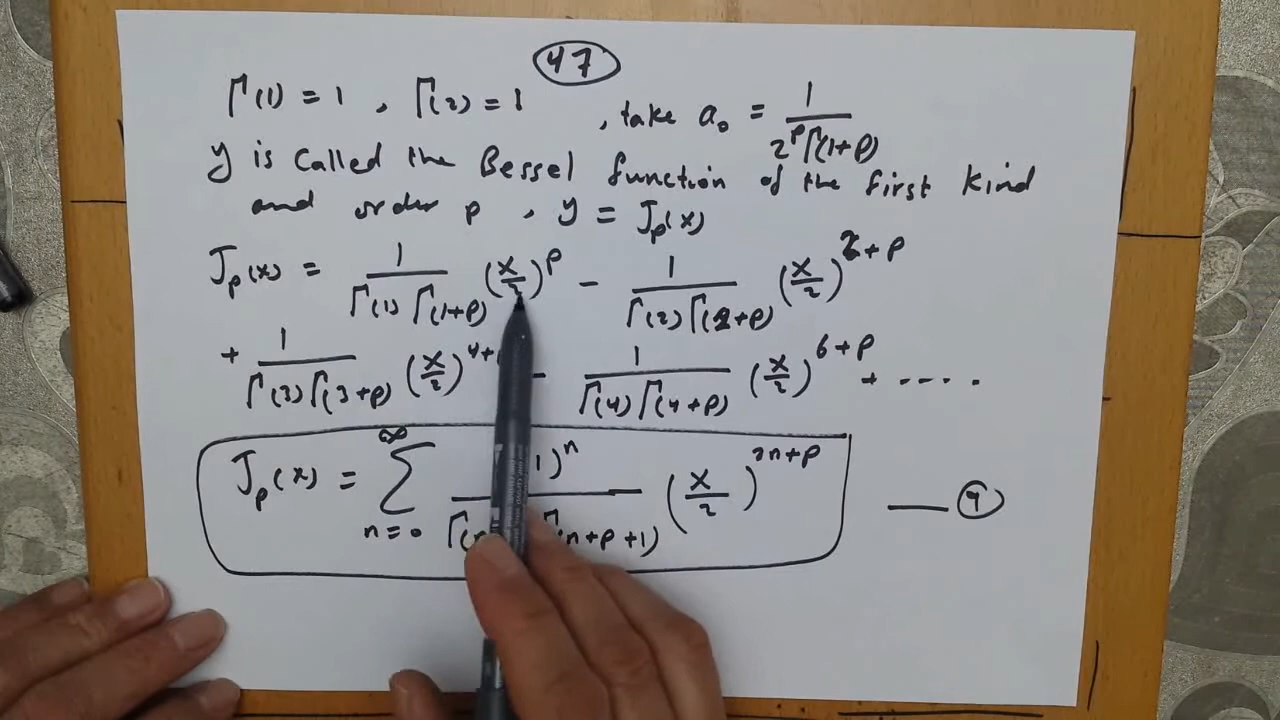 47
Γ(1) = 1 , Γ(2) = 1 , take a₀ = 1 / 2^p Γ(1+p)
y is called the Bessel function of the first kind
and order p , y = J_p(x)
J_p(x) = 1 / Γ(1) Γ(1+p) (x/2)^p − 1 / Γ(2) Γ(2+p) (x/2)^(2+p)
+ 1 / Γ(3) Γ(3+p) (x/2)^4+ − 1 / Γ(4) Γ(4+p) (x/2)^(6+p) + .....
J_p(x) = Σ n=0 ∞ 1)^n / Γ(n Γ(n+p+1) (x/2)^(2n+p) — 9